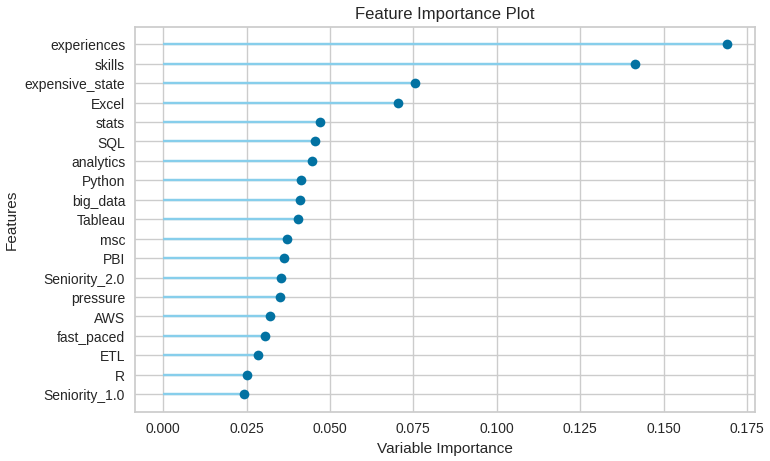 Feature Importance Plot
experiences
skills
expensive_state
Excel
stats
SQL
analytics
Python
big_data
Tableau
msc
PBI
Seniority_2.0
pressure
AWS
fast_paced
ETL
R
Seniority_1.0
Features
0.000 0.025 0.050 0.075 0.100 0.125 0.150 0.175
Variable Importance